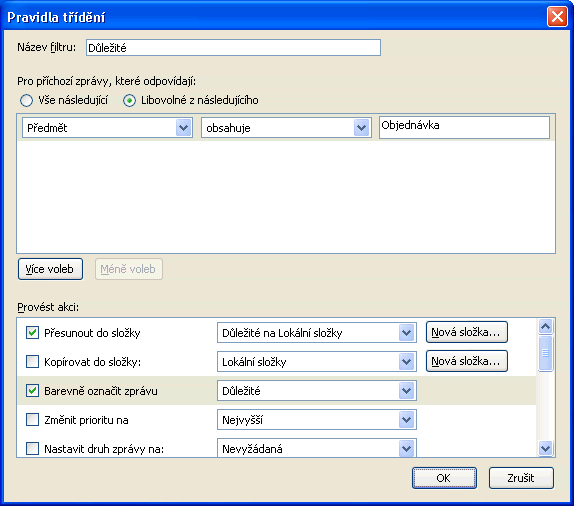 Pravidla třídění
Název filtru: Důležité
Pro příchozí zprávy, které odpovídají:
Vše následující Libovolné z následujícího
Předmět obsahuje Objednávka
Více voleb Méně voleb
Provést akci:
Přesunout do složky Důležité na Lokální složky Nová složka...
Kopírovat do složky: Lokální složky Nová složka...
Barevně označit zprávu Důležité
Změnit prioritu na Nejvyšší
Nastavit druh zprávy na: Nevyžádaná
OK Zrušit